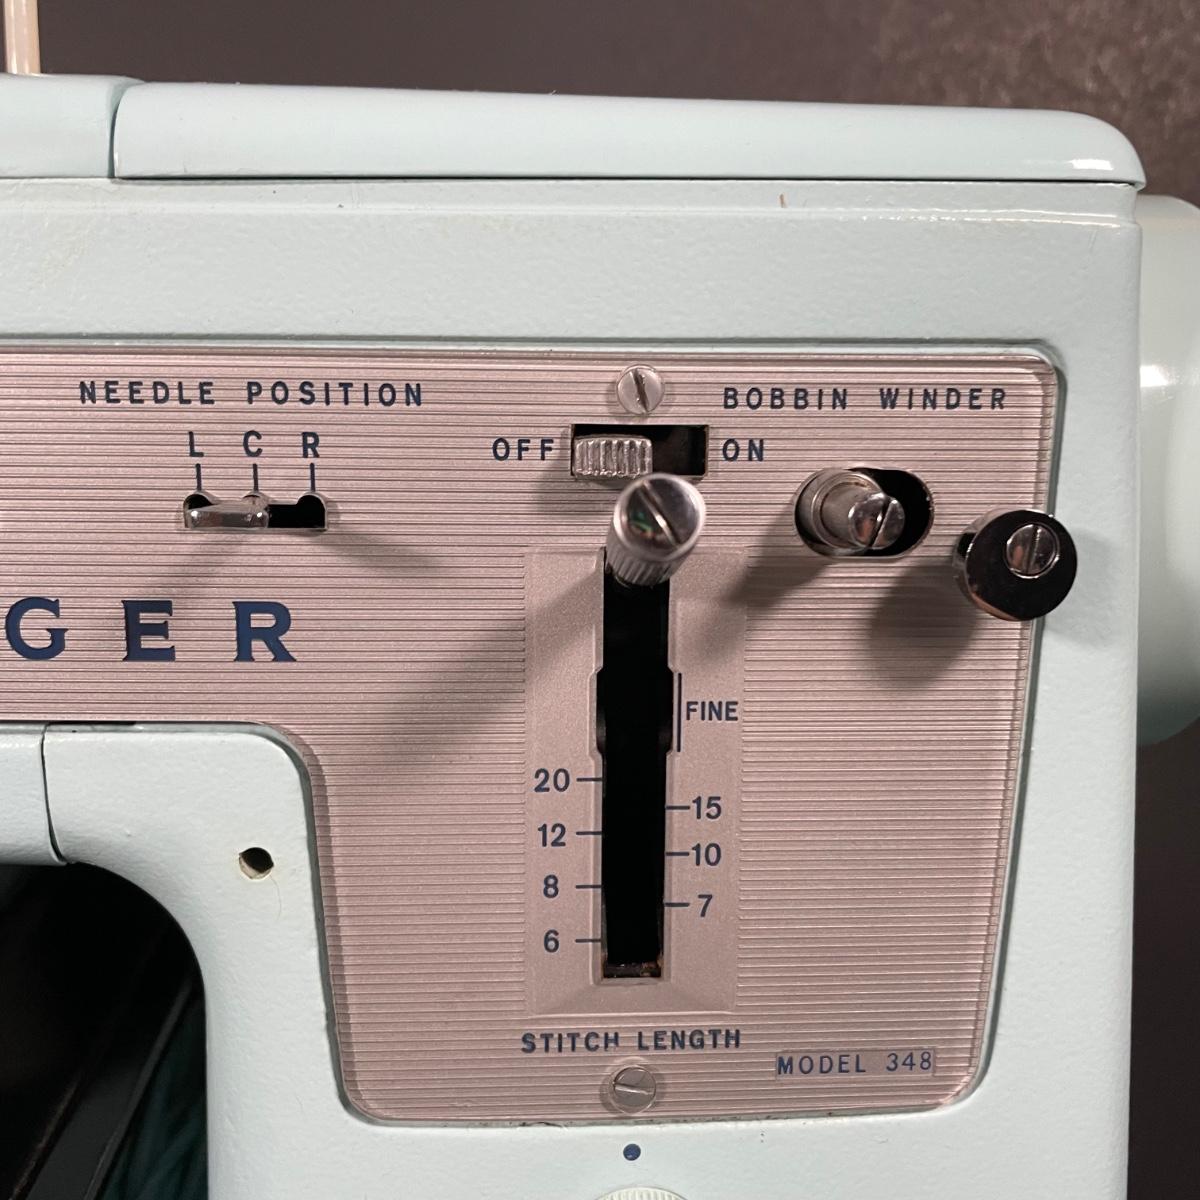 NEEDLE POSITION
L C R
OFF
ON
BOBBIN WINDER
GER
FINE
20
15
12
10
8
7
6
STITCH LENGTH
MODEL 348